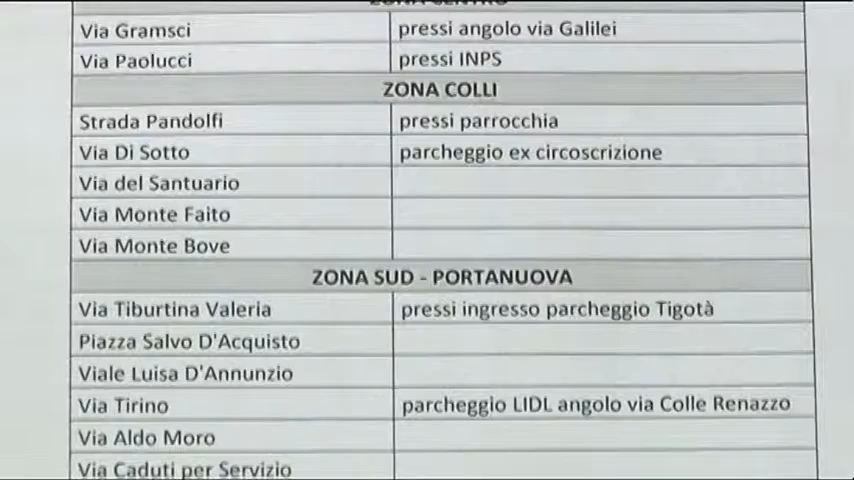 ZONA CENTRO
Via Gramsci pressi angolo via Galilei
Via Paolucci pressi INPS
ZONA COLLI
Strada Pandolfi pressi parrocchia
Via Di Sotto parcheggio ex circoscrizione
Via del Santuario
Via Monte Faito
Via Monte Bove
ZONA SUD - PORTANUOVA
Via Tiburtina Valeria pressi ingresso parcheggio Tigotà
Piazza Salvo D'Acquisto
Viale Luisa D'Annunzio
Via Tirino parcheggio LIDL angolo via Colle Renazzo
Via Aldo Moro
Via Caduti per Servizio